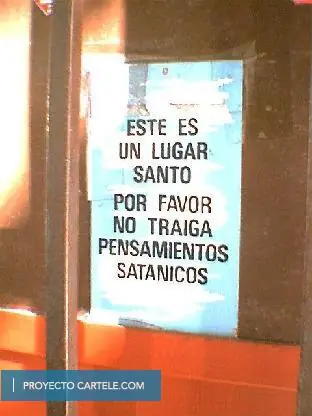 ESTE ES
UN LUGAR
SANTO
POR FAVOR
NO TRAIGA
PENSAMIENTOS
SATANICOS
PROYECTO CARTELE.COM